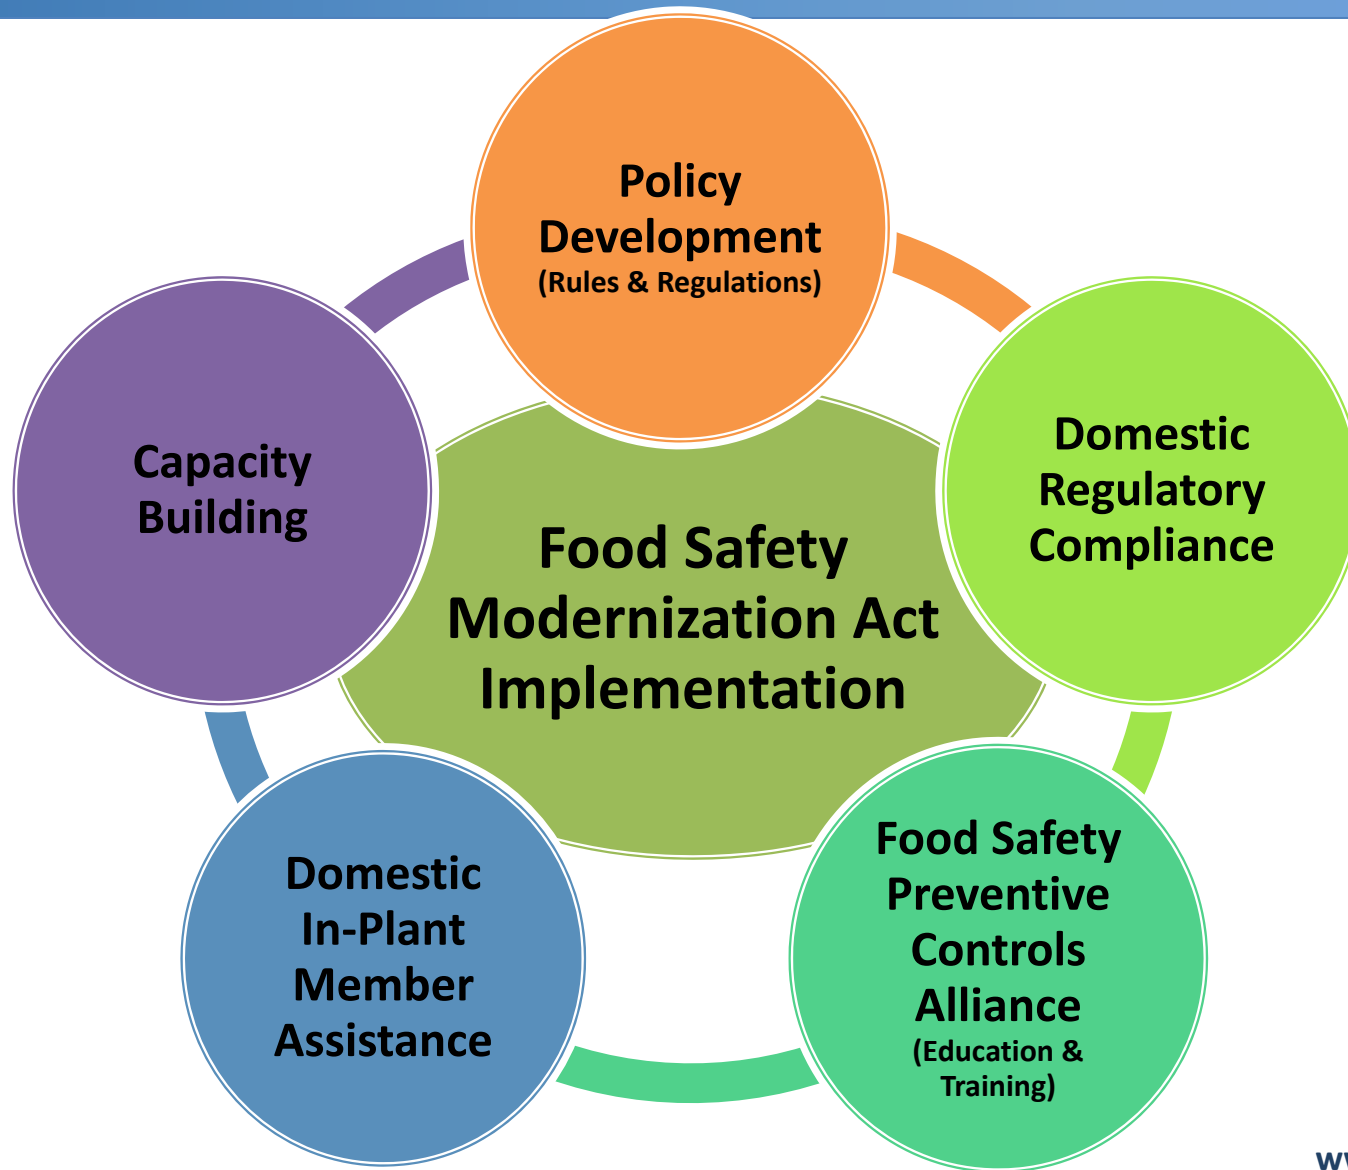 Policy
Development
(Rules & Regulations)
Domestic
Regulatory
Compliance
Capacity
Building
Food Safety
Modernization Act
Implementation
Food Safety
Preventive
Controls
Alliance
(Education &
Training)
Domestic
In-Plant
Member
Assistance